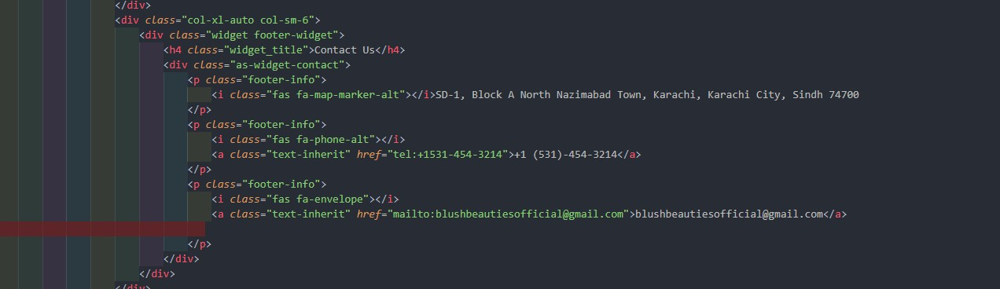 </div>
<div class="col-xl-auto col-sm-6">
<div class="widget footer-widget">
<h4 class="widget_title">Contact Us</h4>
<div class="as-widget-contact">
<p class="footer-info">
<i class="fas fa-map-marker-alt"></i>SD-1, Block A North Nazimabad Town, Karachi, Karachi City, Sindh 74700
</p>
<p class="footer-info">
<i class="fas fa-phone-alt"></i>
<a class="text-inherit" href="tel:+1531-454-3214">+1 (531)-454-3214</a>
</p>
<p class="footer-info">
<i class="fas fa-envelope"></i>
<a class="text-inherit" href="mailto:blushbeautiesofficial@gmail.com">blushbeautiesofficial@gmail.com</a>
</p>
</div>
</div>
</div>